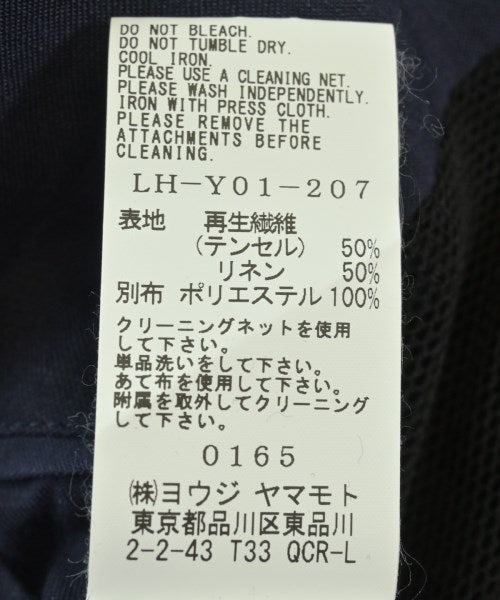 DO NOT BLEACH.
DO NOT TUMBLE DRY.
COOL IRON.
PLEASE USE A CLEANING NET.
PLEASE WASH INDEPENDENTLY.
IRON WITH PRESS CLOTH.
PLEASE REMOVE THE
ATTACHMENTS BEFORE
CLEANING.
LH-Y01-207
表地 再生繊維
(テンセル) 50%
リネン 50%
別布 ポリエステル 100%
クリーニングネットを使用
して下さい。
単品洗いをして下さい。
あて布を使用して下さい。
附属を取外してクリーニング
して下さい。
0165
㈱ヨウジ ヤマモト
東京都品川区東品川
2-2-43 T33 QCR-L